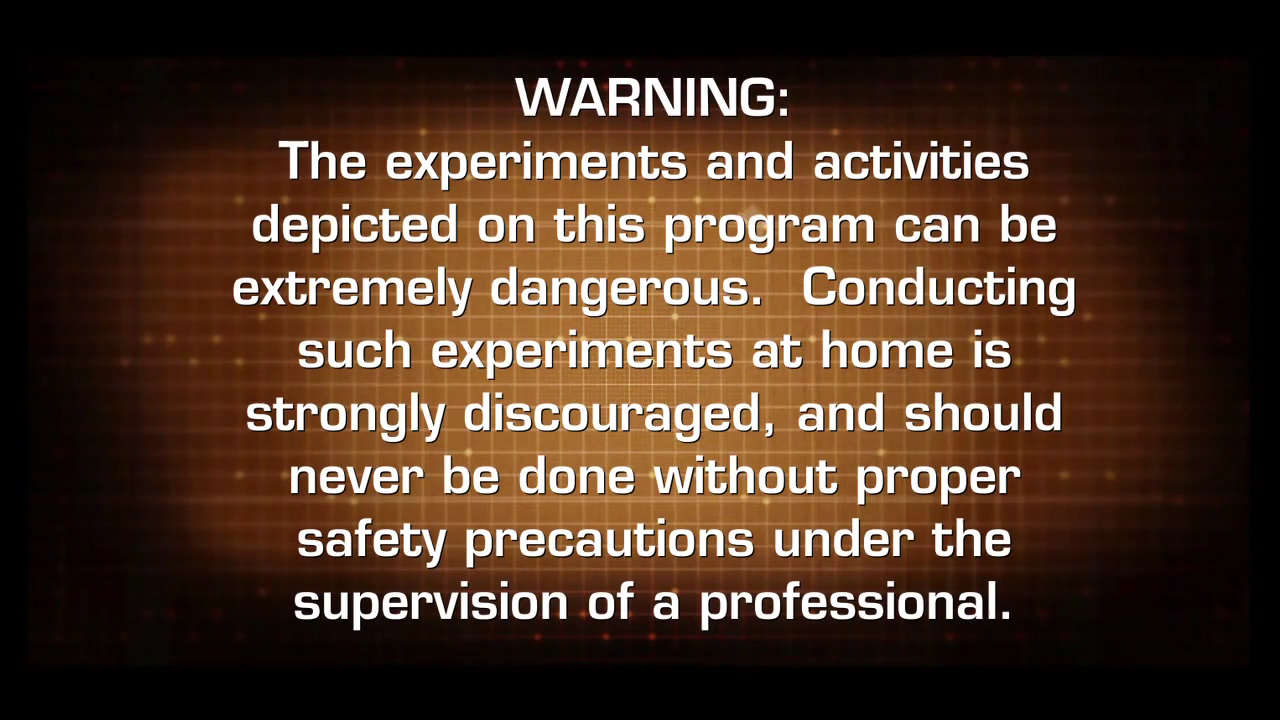 WARNING:
The experiments and activities
depicted on this program can be
extremely dangerous.  Conducting
such experiments at home is
strongly discouraged, and should
never be done without proper
safety precautions under the
supervision of a professional.